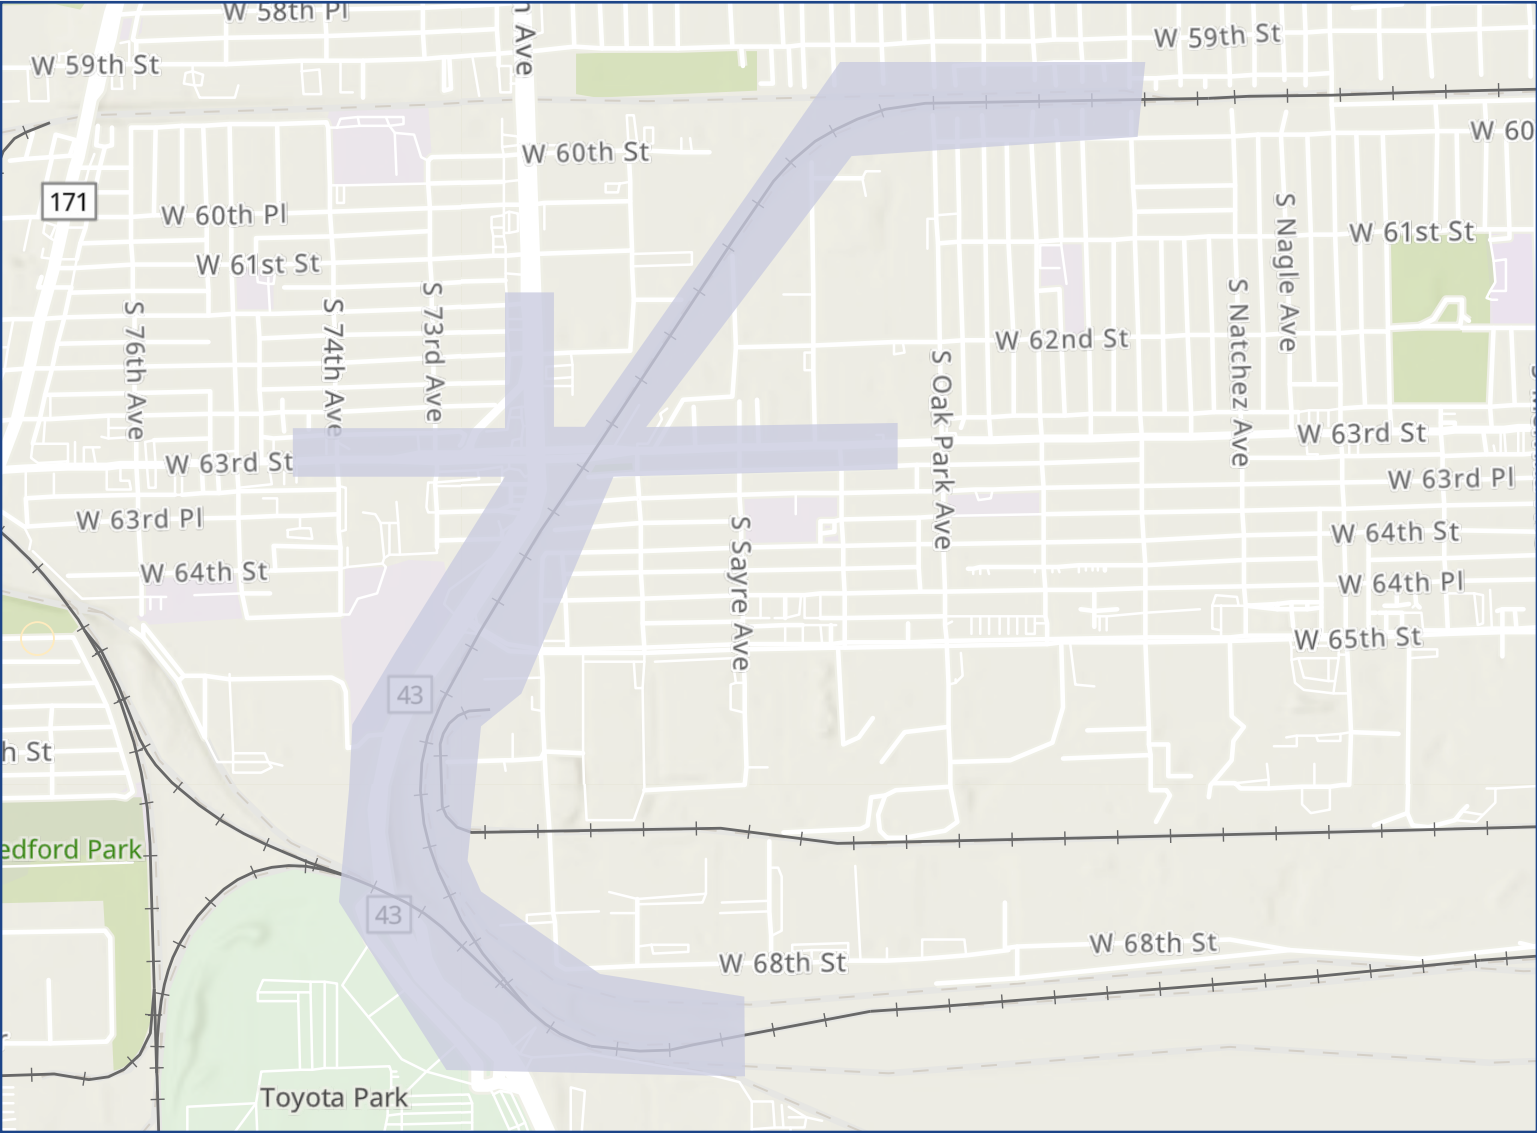 W 58th Pl
W 59th St
Ave
W 59th St
W 60th St
W 60
171
W 60th Pl
W 61st St
W 61st St
S Nagle Ave
S 76th Ave
S 74th Ave
S 73rd Ave
S Natchez Ave
W 62nd St
S Oak Park Ave
W 63rd St
W 63rd St
W 63rd Pl
W 63rd Pl
S Sayre Ave
W 64th St
W 64th St
W 64th Pl
W 65th St
43
h St
edford Park
43
W 68th St
W 68th St
Toyota Park